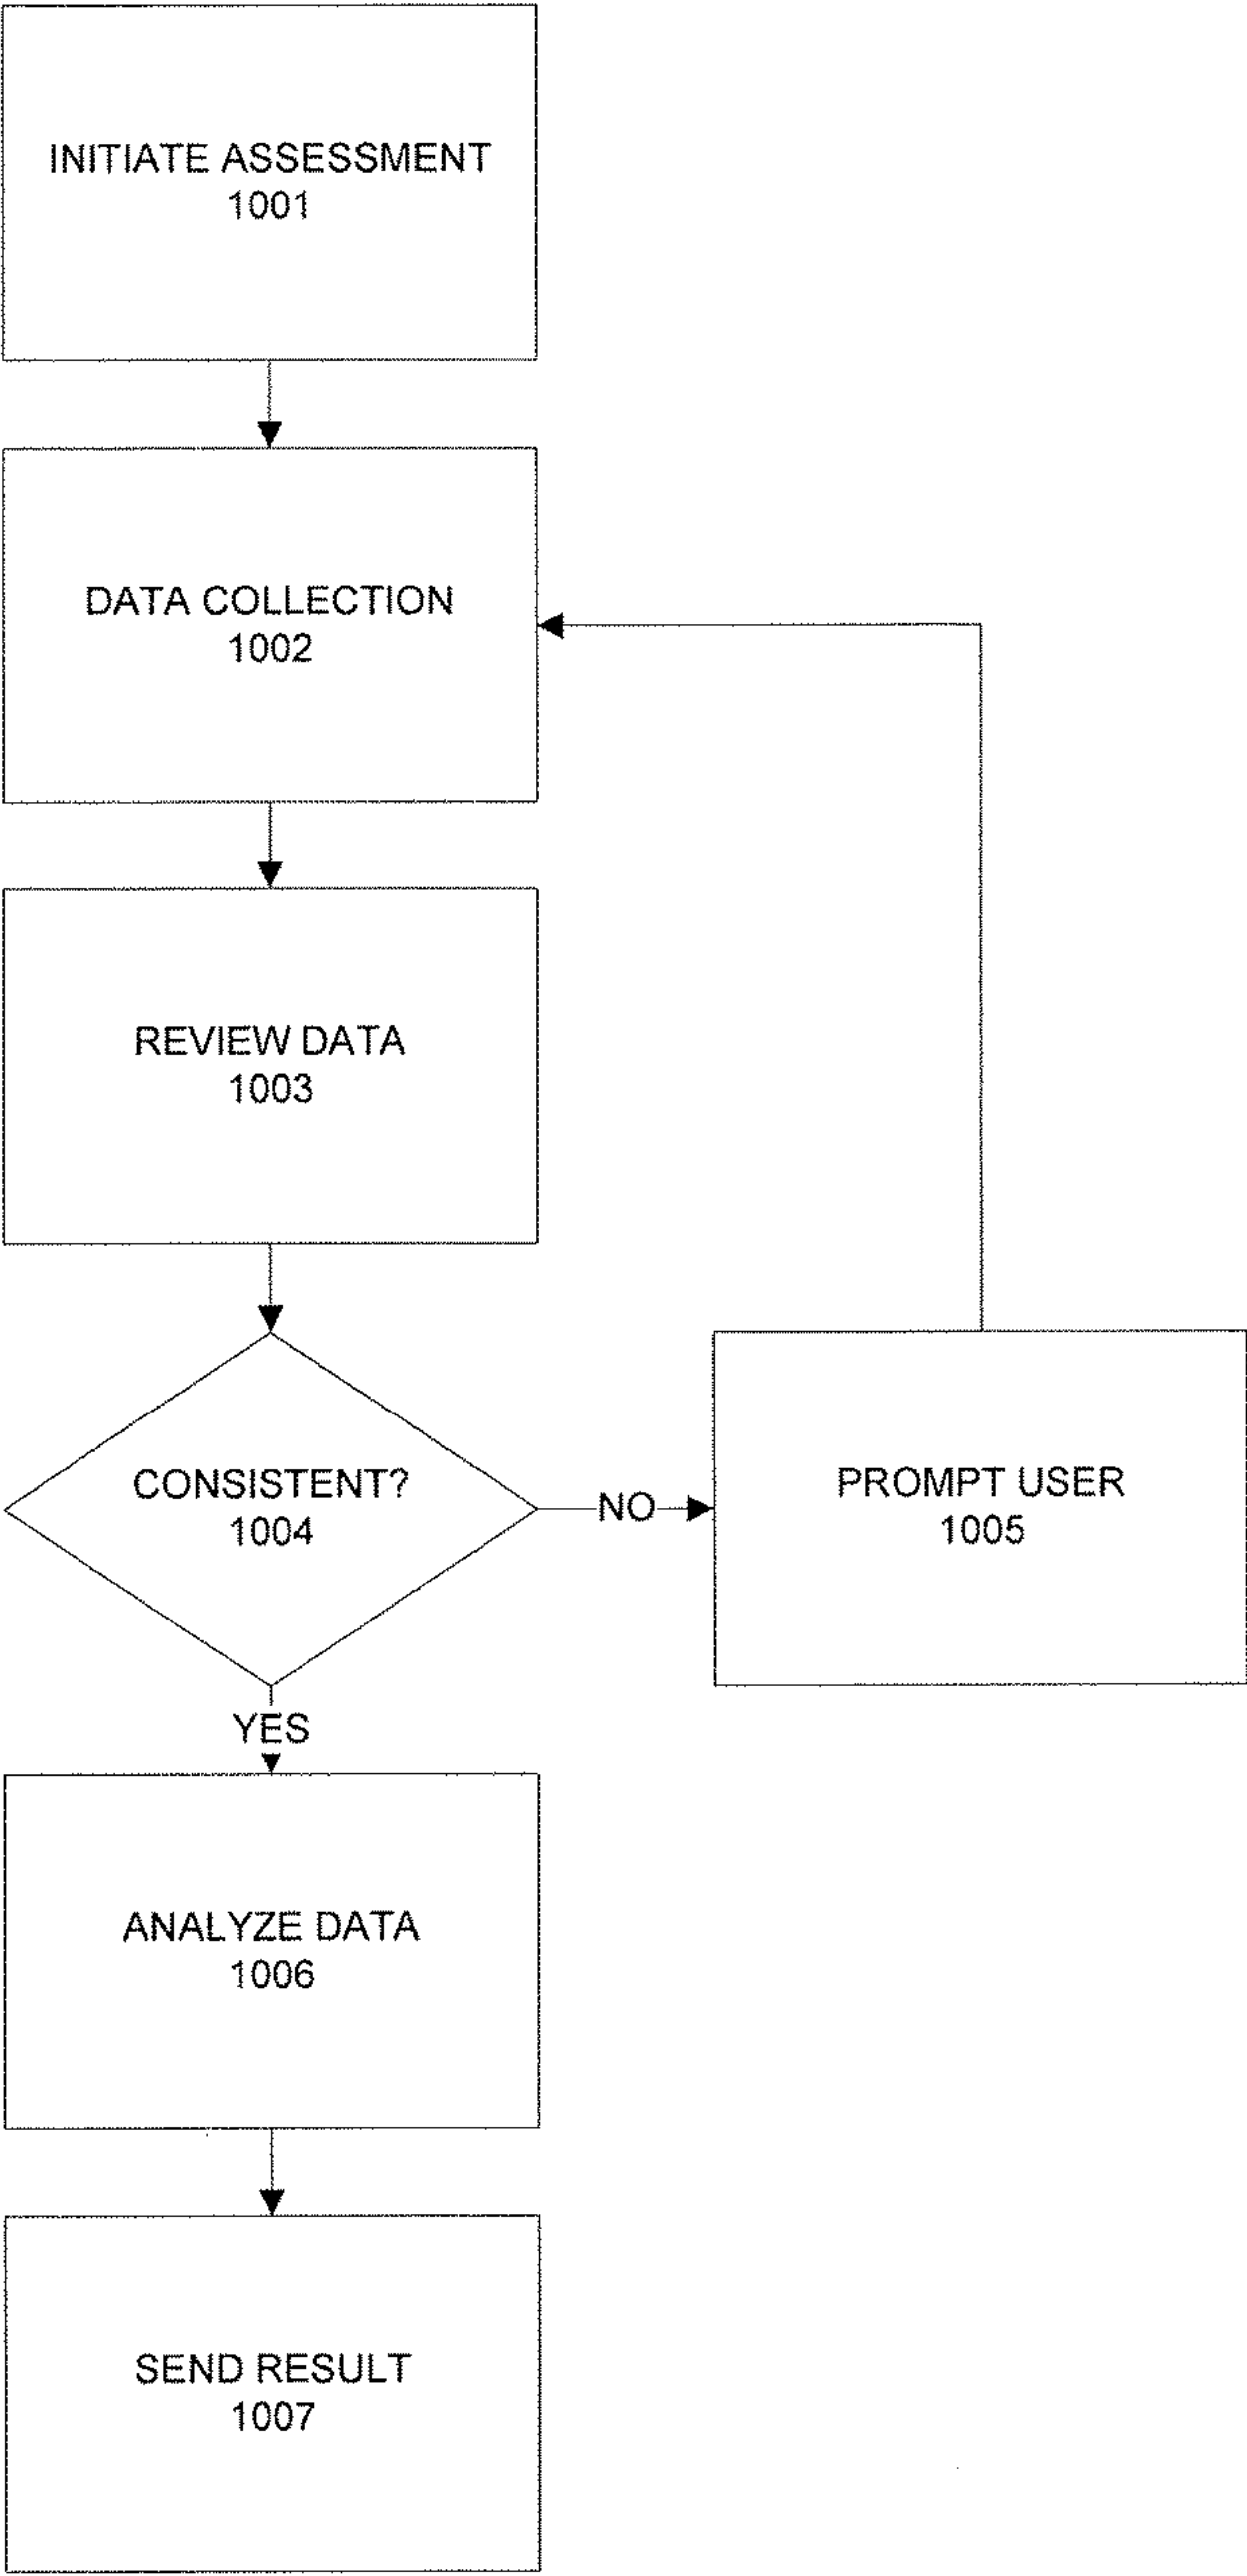 INITIATE ASSESSMENT
1001
DATA COLLECTION
1002
REVIEW DATA
1003
CONSISTENT?
1004
NO
PROMPT USER
1005
YES
ANALYZE DATA
1006
SEND RESULT
1007